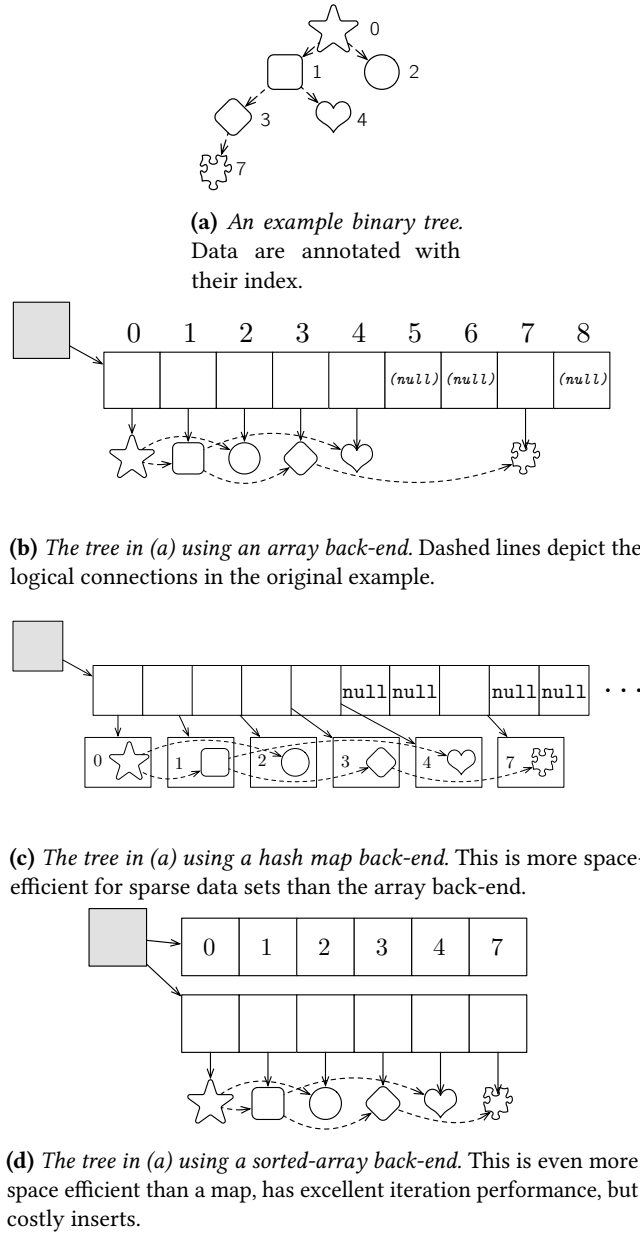 0
1 2
3 4
7
(a) An example binary tree.
Data are annotated with
their index.
0 1 2 3 4 5 6 7 8
(null) (null) (null)
(b) The tree in (a) using an array back-end. Dashed lines depict the
logical connections in the original example.
null null null null ...
0 1 2 3 4 7
(c) The tree in (a) using a hash map back-end. This is more space-
efficient for sparse data sets than the array back-end.
0 1 2 3 4 7
(d) The tree in (a) using a sorted-array back-end. This is even more
space efficient than a map, has excellent iteration performance, but
costly inserts.